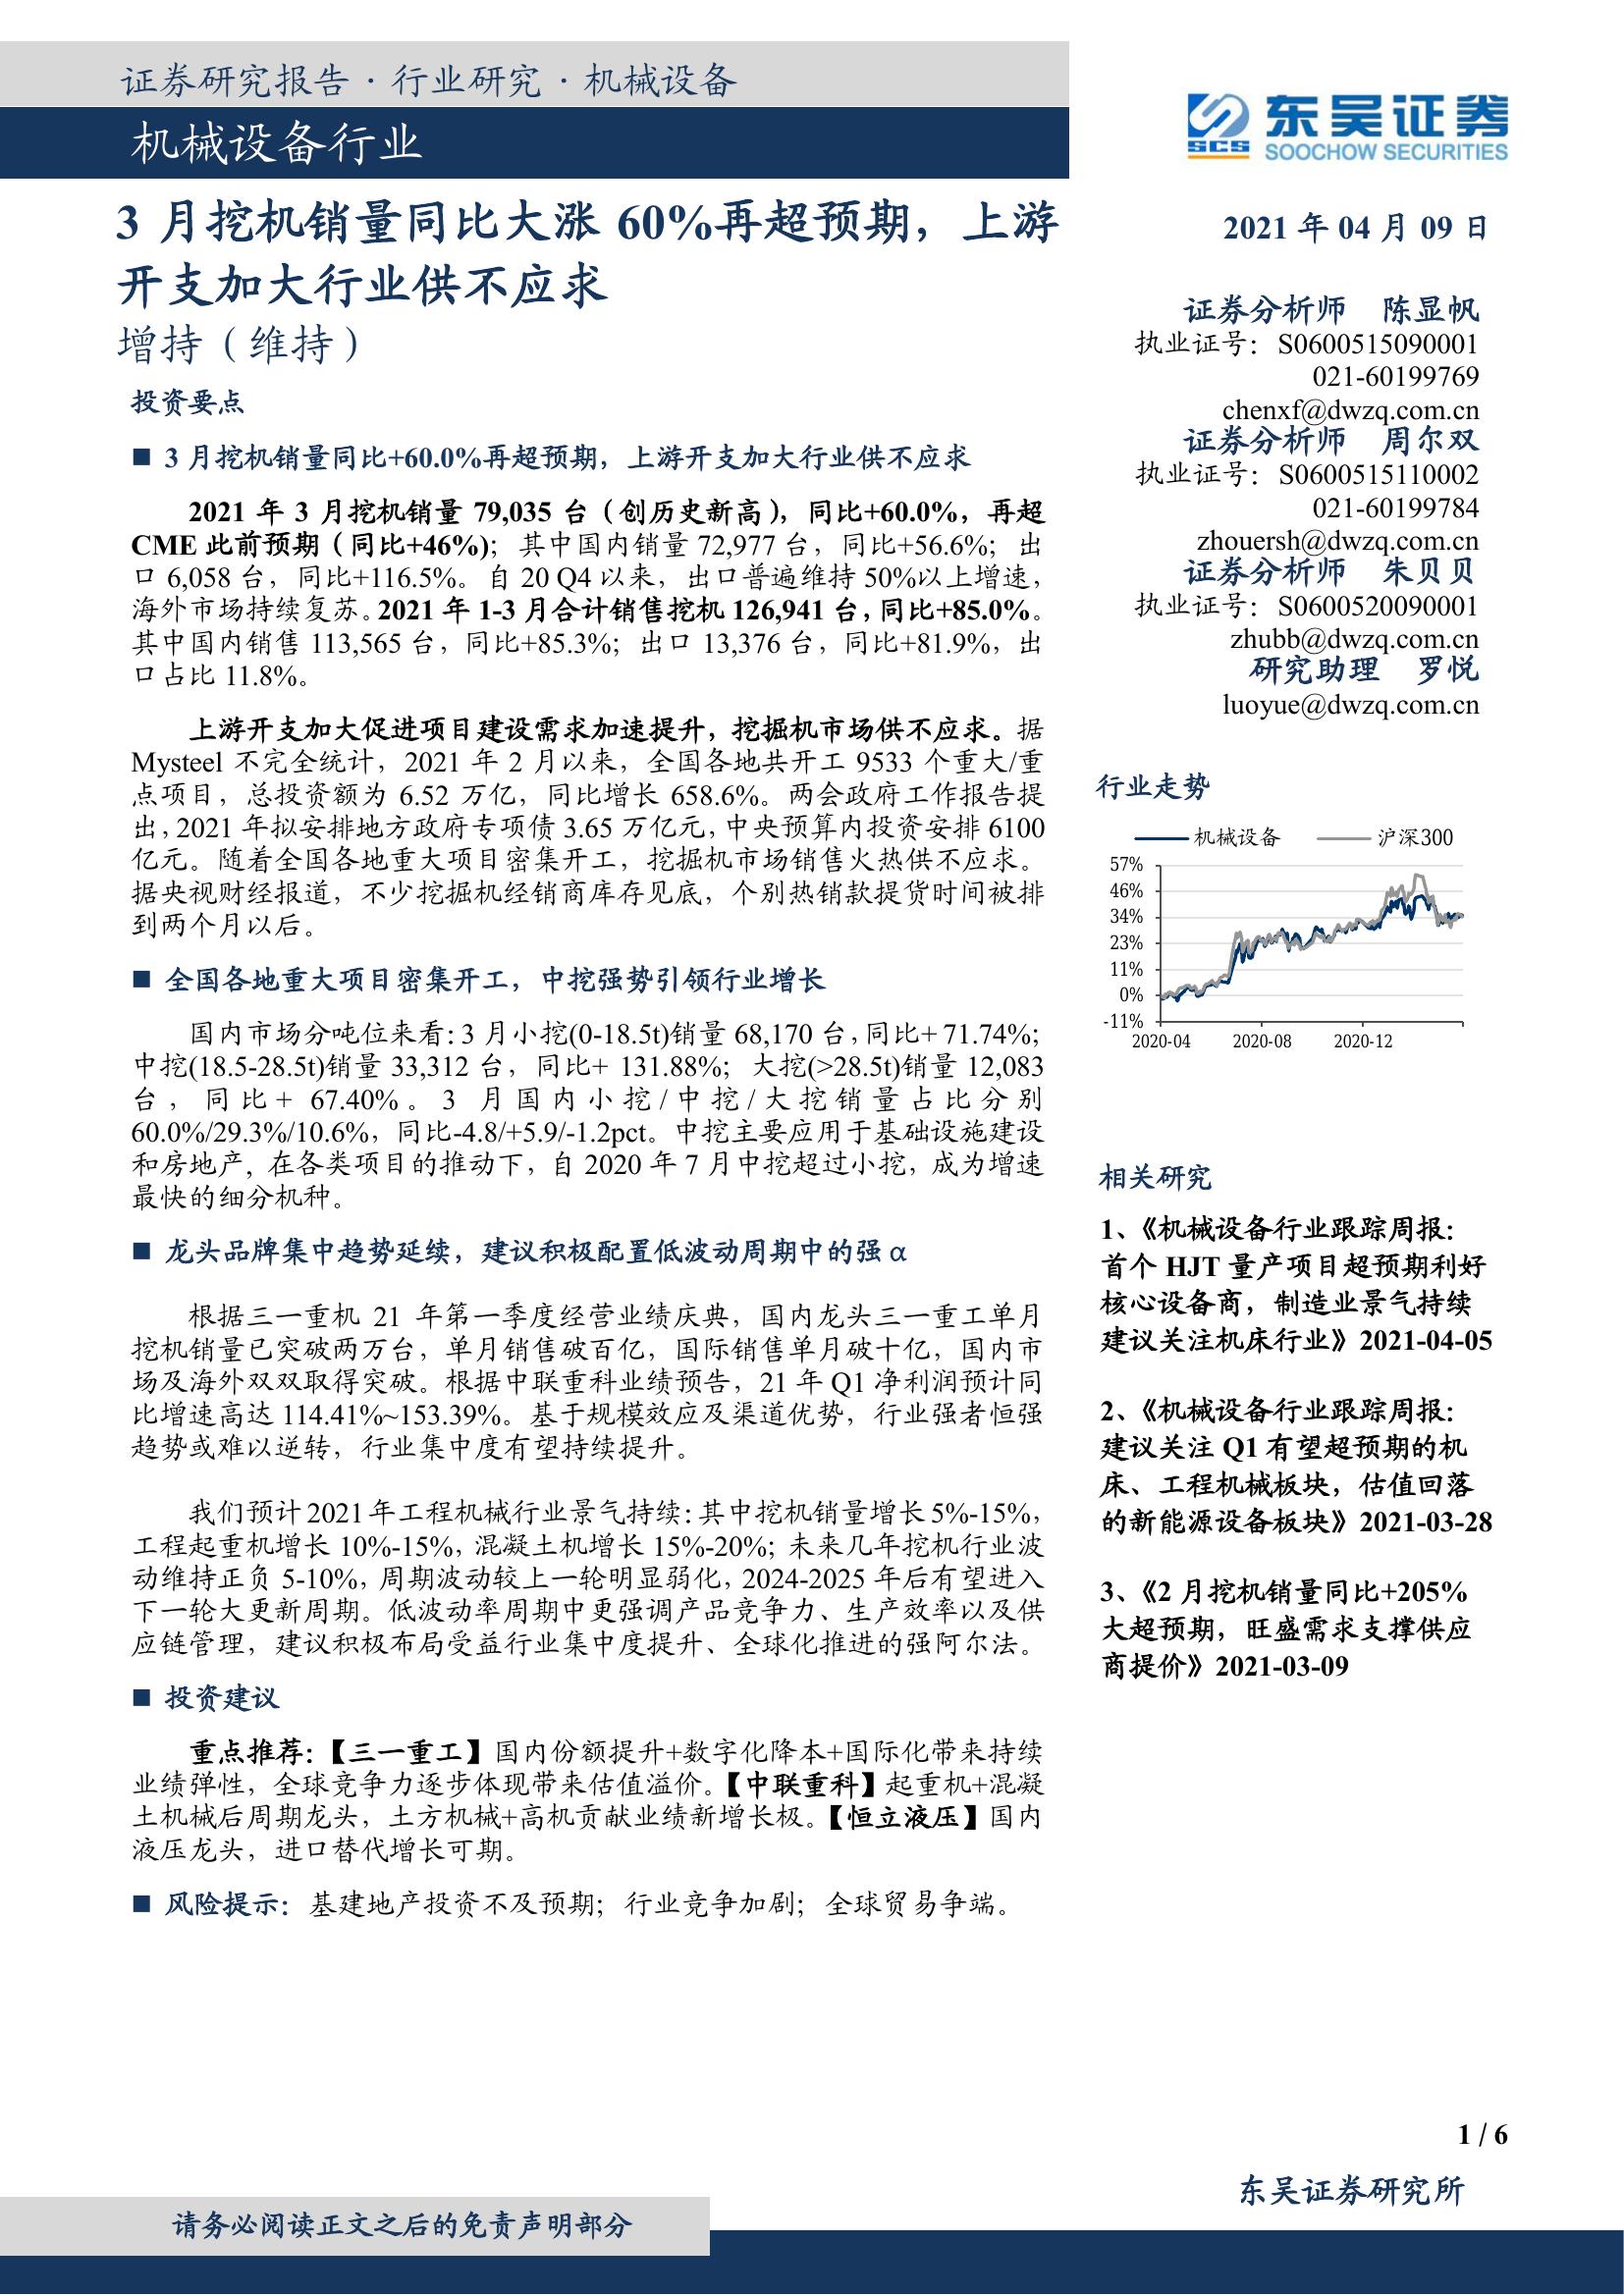 证券研究报告 · 行业研究 · 机械设备
机械设备行业
3 月挖机销量同比大涨 60%再超预期，上游
开支加大行业供不应求
增持（维持）
投资要点
■ 3 月挖机销量同比+60.0%再超预期，上游开支加大行业供不应求
2021 年 3 月挖机销量 79,035 台（创历史新高），同比+60.0%，再超
CME 此前预期（同比+46%)；其中国内销量 72,977 台，同比+56.6%；出
口 6,058 台，同比+116.5%。自 20 Q4 以来，出口普遍维持 50%以上增速，
海外市场持续复苏。2021 年 1-3 月合计销售挖机 126,941 台，同比+85.0%。
其中国内销售 113,565 台，同比+85.3%；出口 13,376 台，同比+81.9%，出
口占比 11.8%。
上游开支加大促进项目建设需求加速提升，挖掘机市场供不应求。据
Mysteel 不完全统计，2021 年 2 月以来，全国各地共开工 9533 个重大/重
点项目，总投资额为 6.52 万亿，同比增长 658.6%。两会政府工作报告提
出，2021 年拟安排地方政府专项债 3.65 万亿元，中央预算内投资安排 6100
亿元。随着全国各地重大项目密集开工，挖掘机市场销售火热供不应求。
据央视财经报道，不少挖掘机经销商库存见底，个别热销款提货时间被排
到两个月以后。
■ 全国各地重大项目密集开工，中挖强势引领行业增长
国内市场分吨位来看：3 月小挖(0-18.5t)销量 68,170 台，同比+ 71.74%；
中挖(18.5-28.5t)销量 33,312 台，同比+ 131.88%；大挖(>28.5t)销量 12,083
台，同比+ 67.40%。3 月国内小挖/中挖/大挖销量占比分别
60.0%/29.3%/10.6%，同比-4.8/+5.9/-1.2pct。中挖主要应用于基础设施建设
和房地产, 在各类项目的推动下，自 2020 年 7 月中挖超过小挖，成为增速
最快的细分机种。
■ 龙头品牌集中趋势延续，建议积极配置低波动周期中的强 α
根据三一重机 21 年第一季度经营业绩庆典，国内龙头三一重工单月
挖机销量已突破两万台，单月销售破百亿，国际销售单月破十亿，国内市
场及海外双双取得突破。根据中联重科业绩预告，21 年 Q1 净利润预计同
比增速高达 114.41%~153.39%。基于规模效应及渠道优势，行业强者恒强
趋势或难以逆转，行业集中度有望持续提升。
我们预计 2021 年工程机械行业景气持续：其中挖机销量增长 5%-15%，
工程起重机增长 10%-15%，混凝土机增长 15%-20%；未来几年挖机行业波
动维持正负 5-10%，周期波动较上一轮明显弱化，2024-2025 年后有望进入
下一轮大更新周期。低波动率周期中更强调产品竞争力、生产效率以及供
应链管理，建议积极布局受益行业集中度提升、全球化推进的强阿尔法。
■ 投资建议
重点推荐：【三一重工】国内份额提升+数字化降本+国际化带来持续
业绩弹性，全球竞争力逐步体现带来估值溢价。【中联重科】起重机+混凝
土机械后周期龙头，土方机械+高机贡献业绩新增长极。【恒立液压】国内
液压龙头，进口替代增长可期。
■ 风险提示：基建地产投资不及预期；行业竞争加剧；全球贸易争端。
SCS 东吴证券
SOOCHOW SECURITIES
2021 年 04 月 09 日
证券分析师 陈显帆
执业证号：S0600515090001
021-60199769
chenxf@dwzq.com.cn
证券分析师 周尔双
执业证号：S0600515110002
021-60199784
zhouersh@dwzq.com.cn
证券分析师 朱贝贝
执业证号：S0600520090001
zhubb@dwzq.com.cn
研究助理 罗悦
luoyue@dwzq.com.cn
行业走势
机械设备 沪深300
57%
46%
34%
23%
11%
0%
-11%
2020-04 2020-08 2020-12
相关研究
1、《机械设备行业跟踪周报：
首个 HJT 量产项目超预期利好
核心设备商，制造业景气持续
建议关注机床行业》2021-04-05
2、《机械设备行业跟踪周报：
建议关注 Q1 有望超预期的机
床、工程机械板块，估值回落
的新能源设备板块》2021-03-28
3、《2 月挖机销量同比+205%
大超预期，旺盛需求支撑供应
商提价》2021-03-09
1 / 6
东吴证券研究所
请务必阅读正文之后的免责声明部分